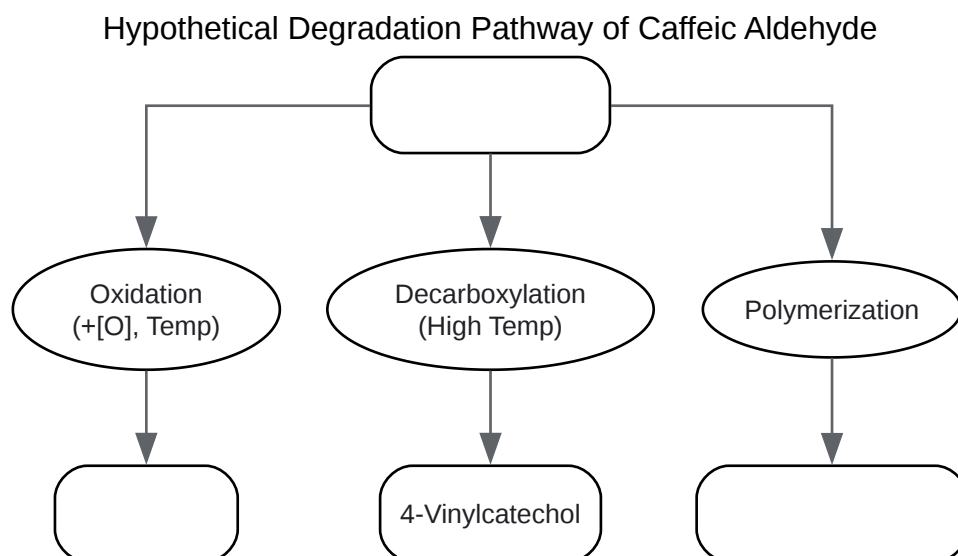 Hypothetical Degradation Pathway of Caffeic Aldehyde
Oxidation
(+[O], Temp)
Decarboxylation
(High Temp)
Polymerization
4-Vinylcatechol